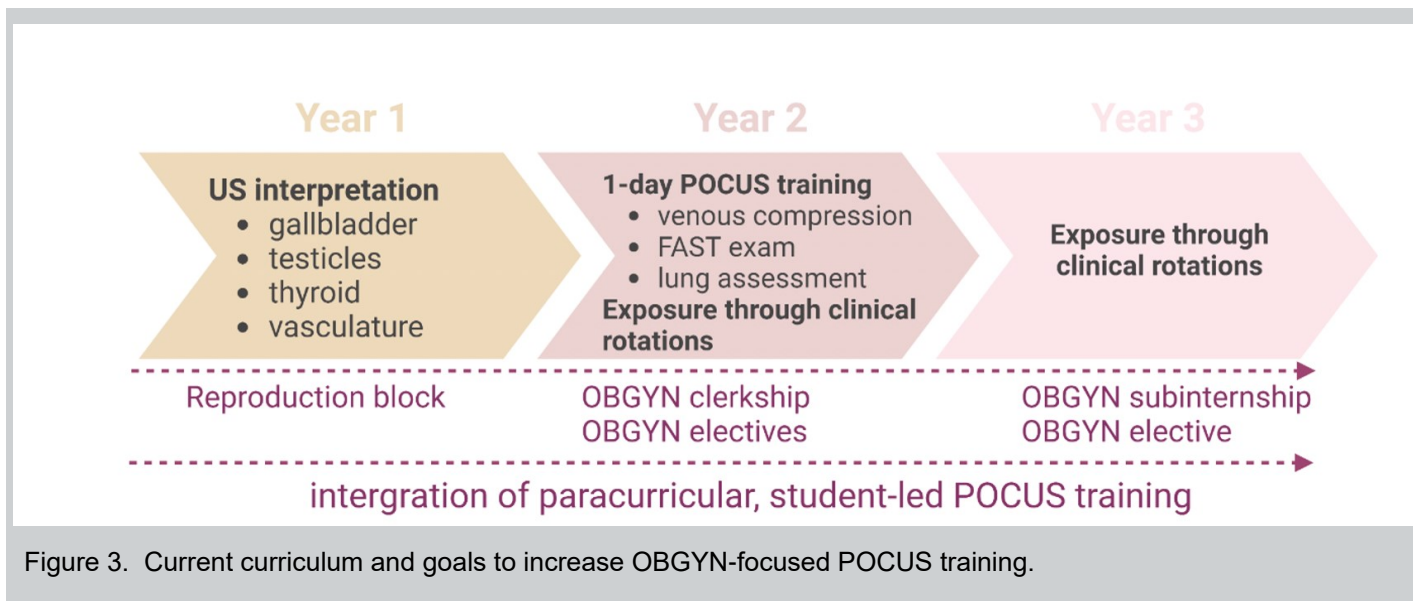 Year 1
Year 2
Year 3
US interpretation
• gallbladder
• testicles
• thyroid
• vasculature
1-day POCUS training
• venous compression
• FAST exam
• lung assessment
Exposure through clinical
rotations
Exposure through
clinical rotations
Reproduction block
OBGYN clerkship
OBGYN electives
OBGYN subinternship
OBGYN elective
intergration of paracurricular, student-led POCUS training
Figure 3. Current curriculum and goals to increase OBGYN-focused POCUS training.